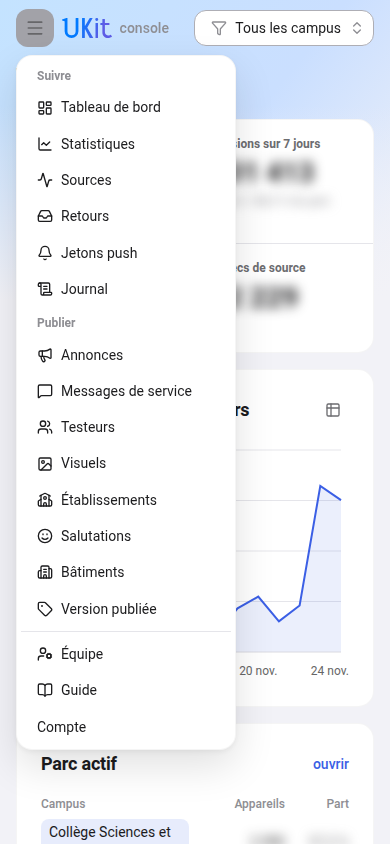 UKit console
Tous les campus
Suivre
Tableau de bord
Statistiques
Sources
Retours
Jetons push
Journal
Publier
Annonces
Messages de service
Testeurs
Visuels
Établissements
Salutations
Bâtiments
Version publiée
Équipe
Guide
Compte
ions sur 7 jours
ecs de source
rs
20 nov.
24 nov.
Parc actif
ouvrir
Campus
Appareils
Part
Collège Sciences et